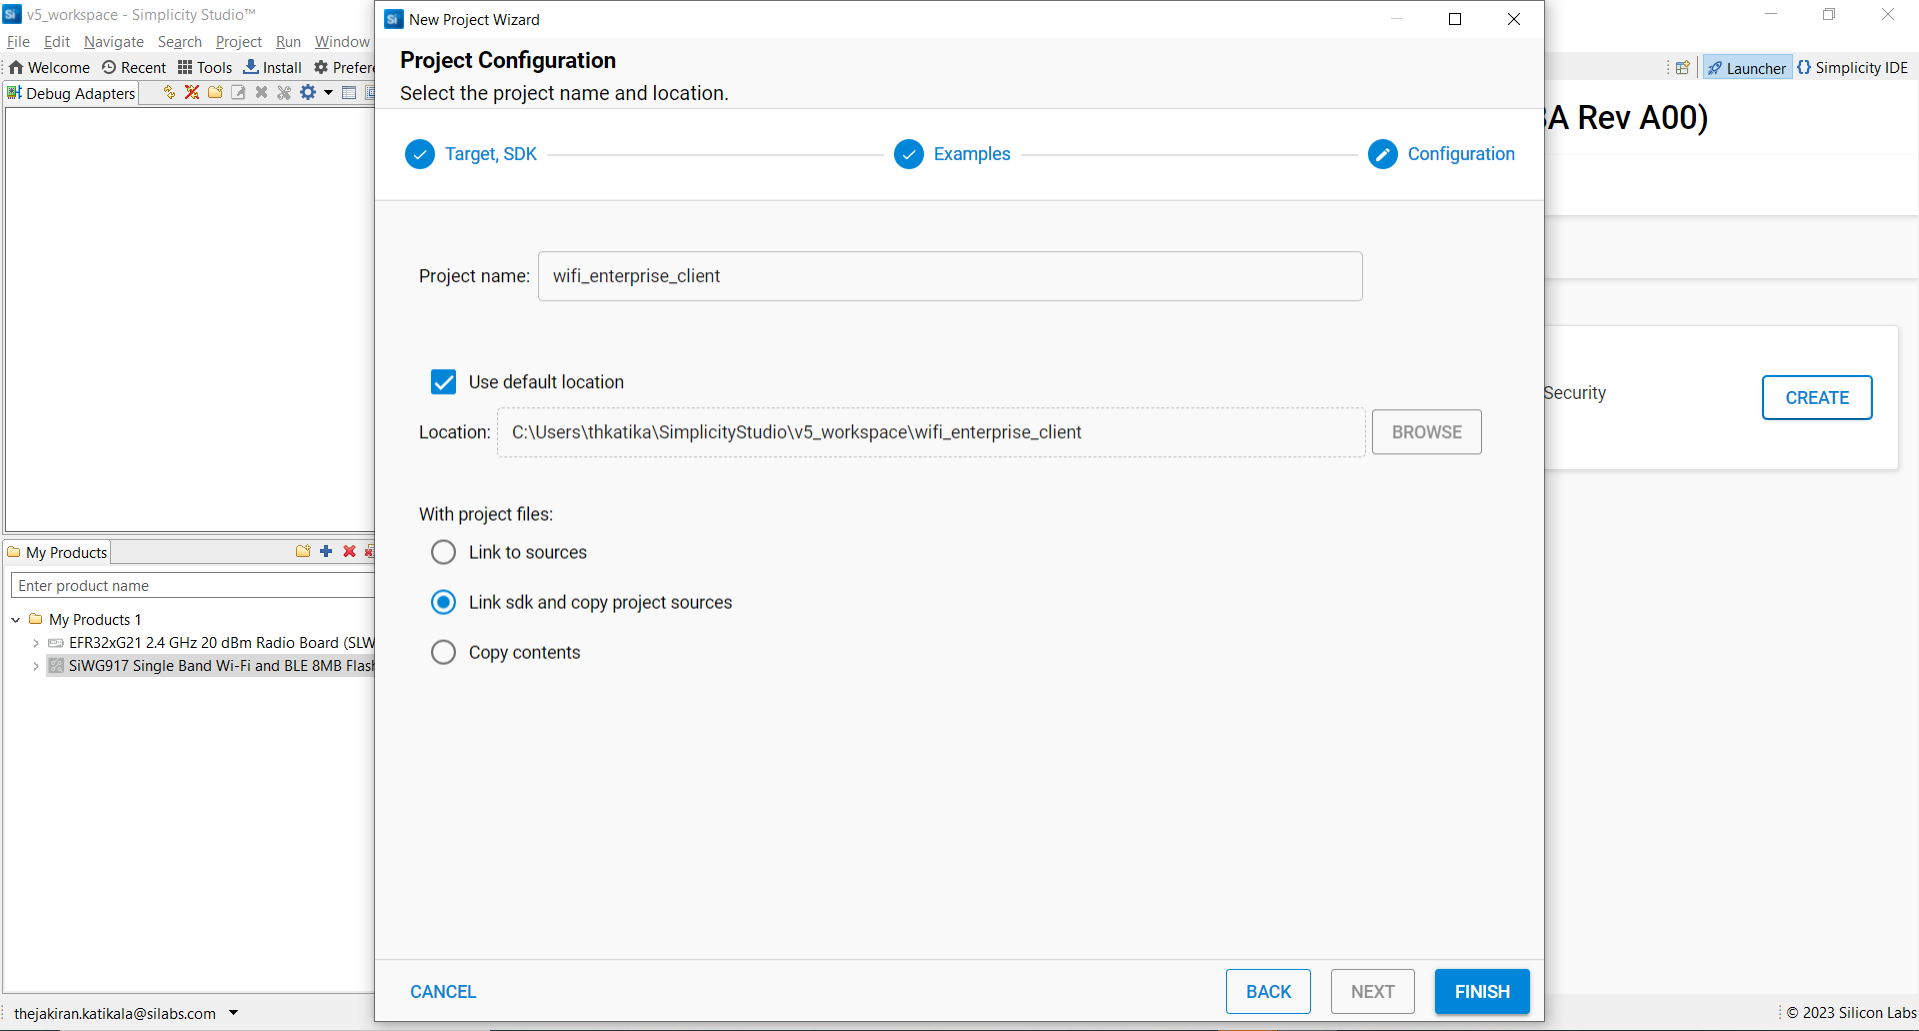 v5_workspace - Simplicity Studio™
File Edit Navigate Search Project Run Window
Welcome Recent Tools Install
Debug Adapters
New Project Wizard
Project Configuration
Select the project name and location.
Target, SDK Examples Configuration
Project name: wifi_enterprise_client
Use default location
Location: C:\Users\thkatika\SimplicityStudio\v5_workspace\wifi_enterprise_client BROWSE
With project files:
Link to sources
Link sdk and copy project sources
Copy contents
CANCEL BACK NEXT FINISH
Launcher {} Simplicity IDE
Rev A00)
Security CREATE
My Products
Enter product name
My Products 1
EFR32xG21 2.4 GHz 20 dBm Radio Board (SLW
SiWG917 Single Band Wi-Fi and BLE 8MB Flash
thejakiran.katikala@silabs.com
© 2023 Silicon Labs